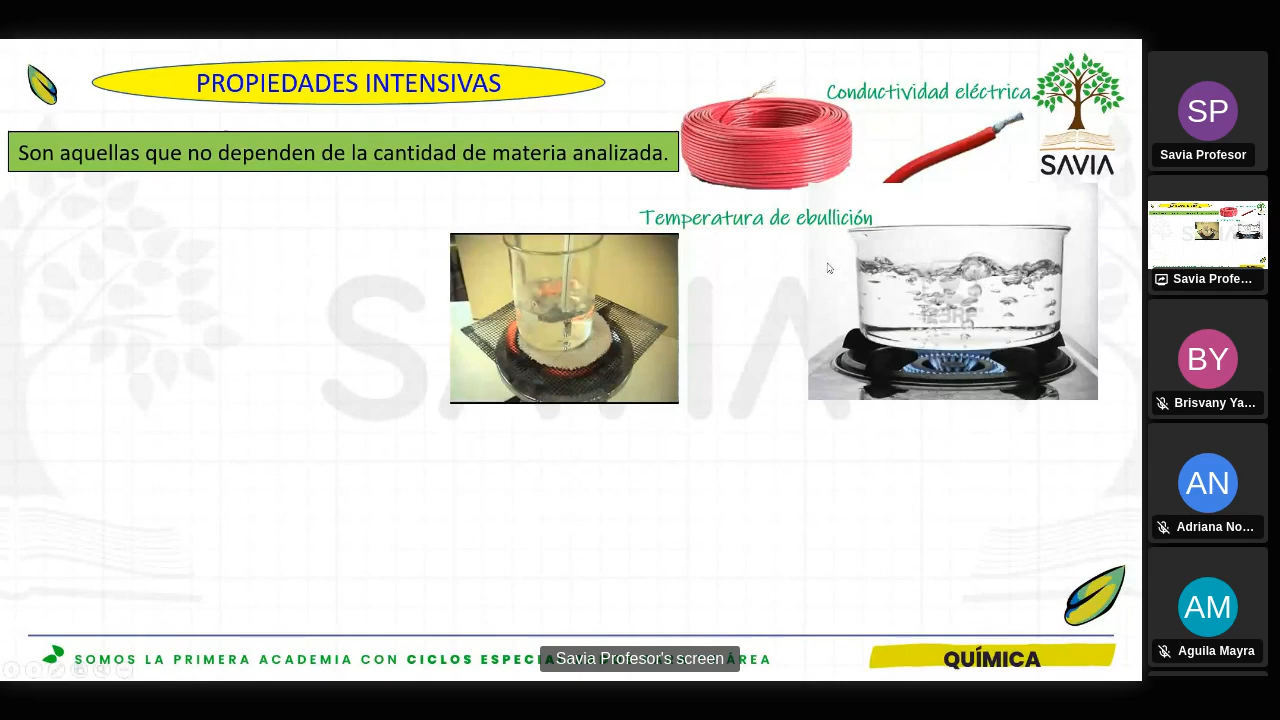 PROPIEDADES INTENSIVAS
Conductividad eléctrica
SAVIA
Son aquellas que no dependen de la cantidad de materia analizada.
Temperatura de ebullición
SAVIA
SOMOS LA PRIMERA ACADEMIA CON CICLOS
Savia Profesor's screen
QUÍMICA
SP
Savia Profesor
Savia Profe...
BY
Brisvany Ya...
AN
Adriana No...
AM
Aguila Mayra